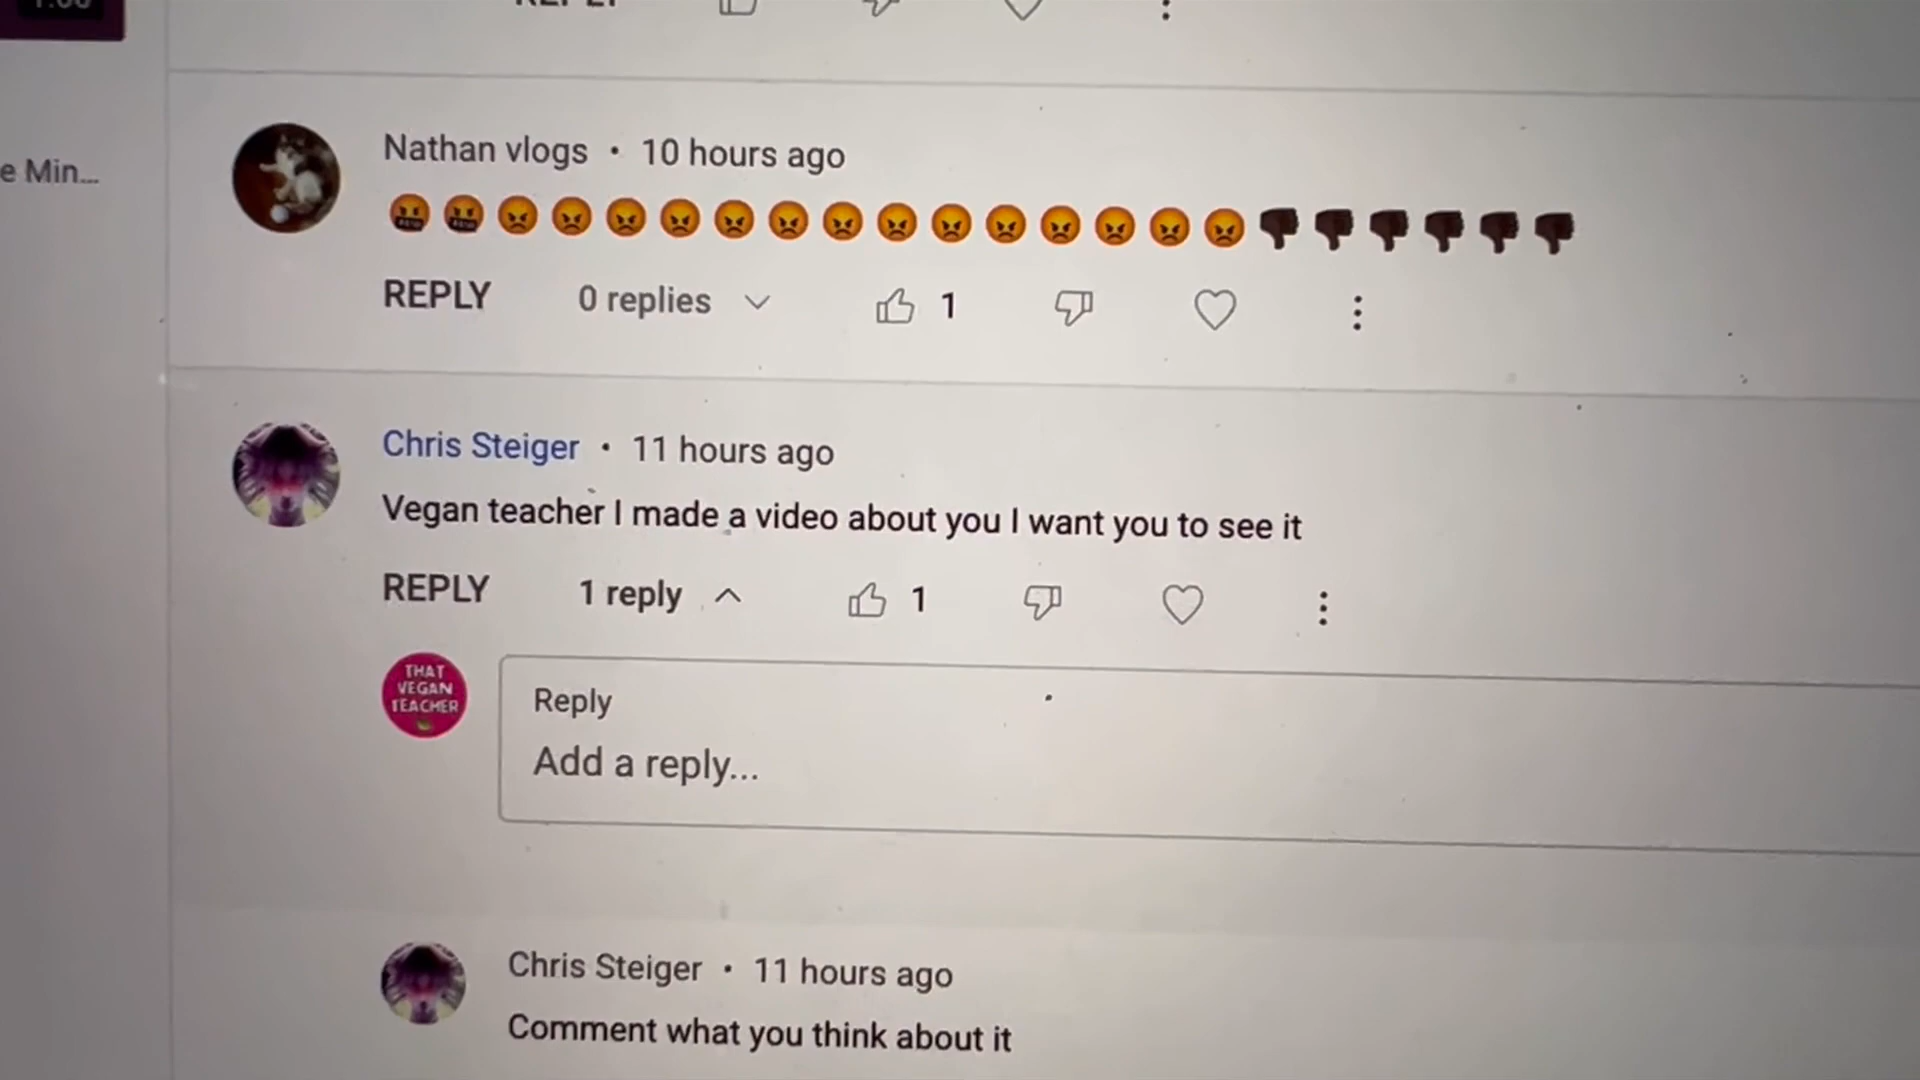 e Min...
Nathan vlogs • 10 hours ago
🤬🤬😡😡😡😡😡😡😡😡😡😡😡😡😡😡👎🏿👎🏿👎🏿👎🏿👎🏿👎🏿
REPLY 0 replies 1
Chris Steiger • 11 hours ago
Vegan teacher I made a video about you I want you to see it
REPLY 1 reply 1
THAT
VEGAN
TEACHER
Reply
Add a reply...
Chris Steiger • 11 hours ago
Comment what you think about it